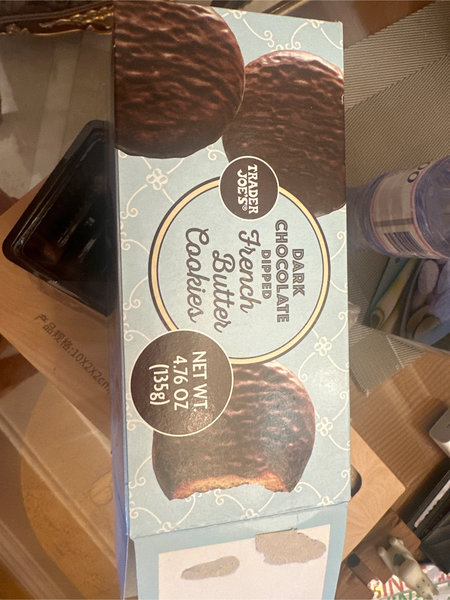 TRADER
JOE'S®
DARK
CHOCOLATE
DIPPED
French
Butter
Cookies
NET WT.
4.76 OZ
(135g)
产品规格:10X2X2cm